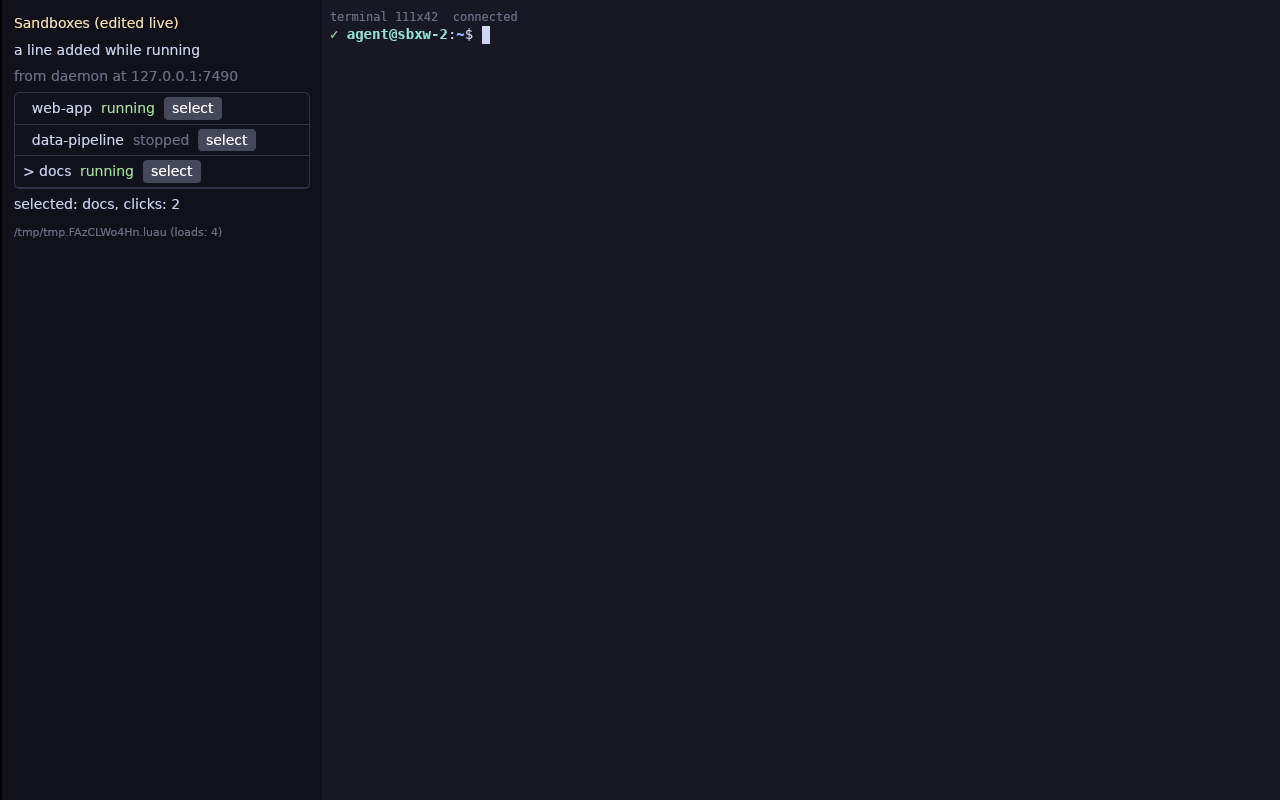 Sandboxes (edited live)
a line added while running
from daemon at 127.0.0.1:7490
web-app running select
data-pipeline stopped select
> docs running select
selected: docs, clicks: 2
/tmp/tmp.FAzCLWo4Hn.luau (loads: 4)
terminal 111x42 connected
✓ agent@sbxw-2:~$